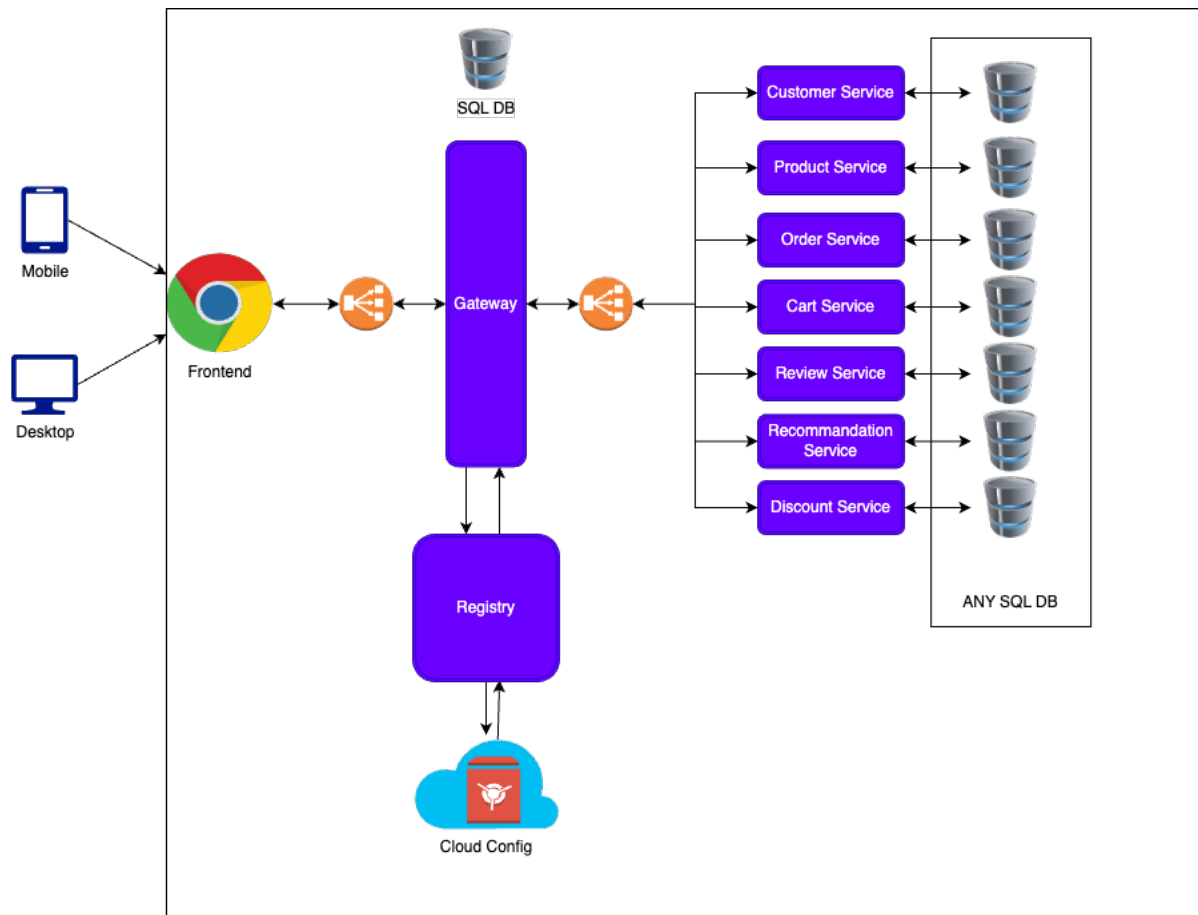 SQL DB
Customer Service
Product Service
Mobile
Order Service
Gateway
Cart Service
Frontend
Review Service
Desktop
Recommandation
Service
Discount Service
Registry
ANY SQL DB
Cloud Config